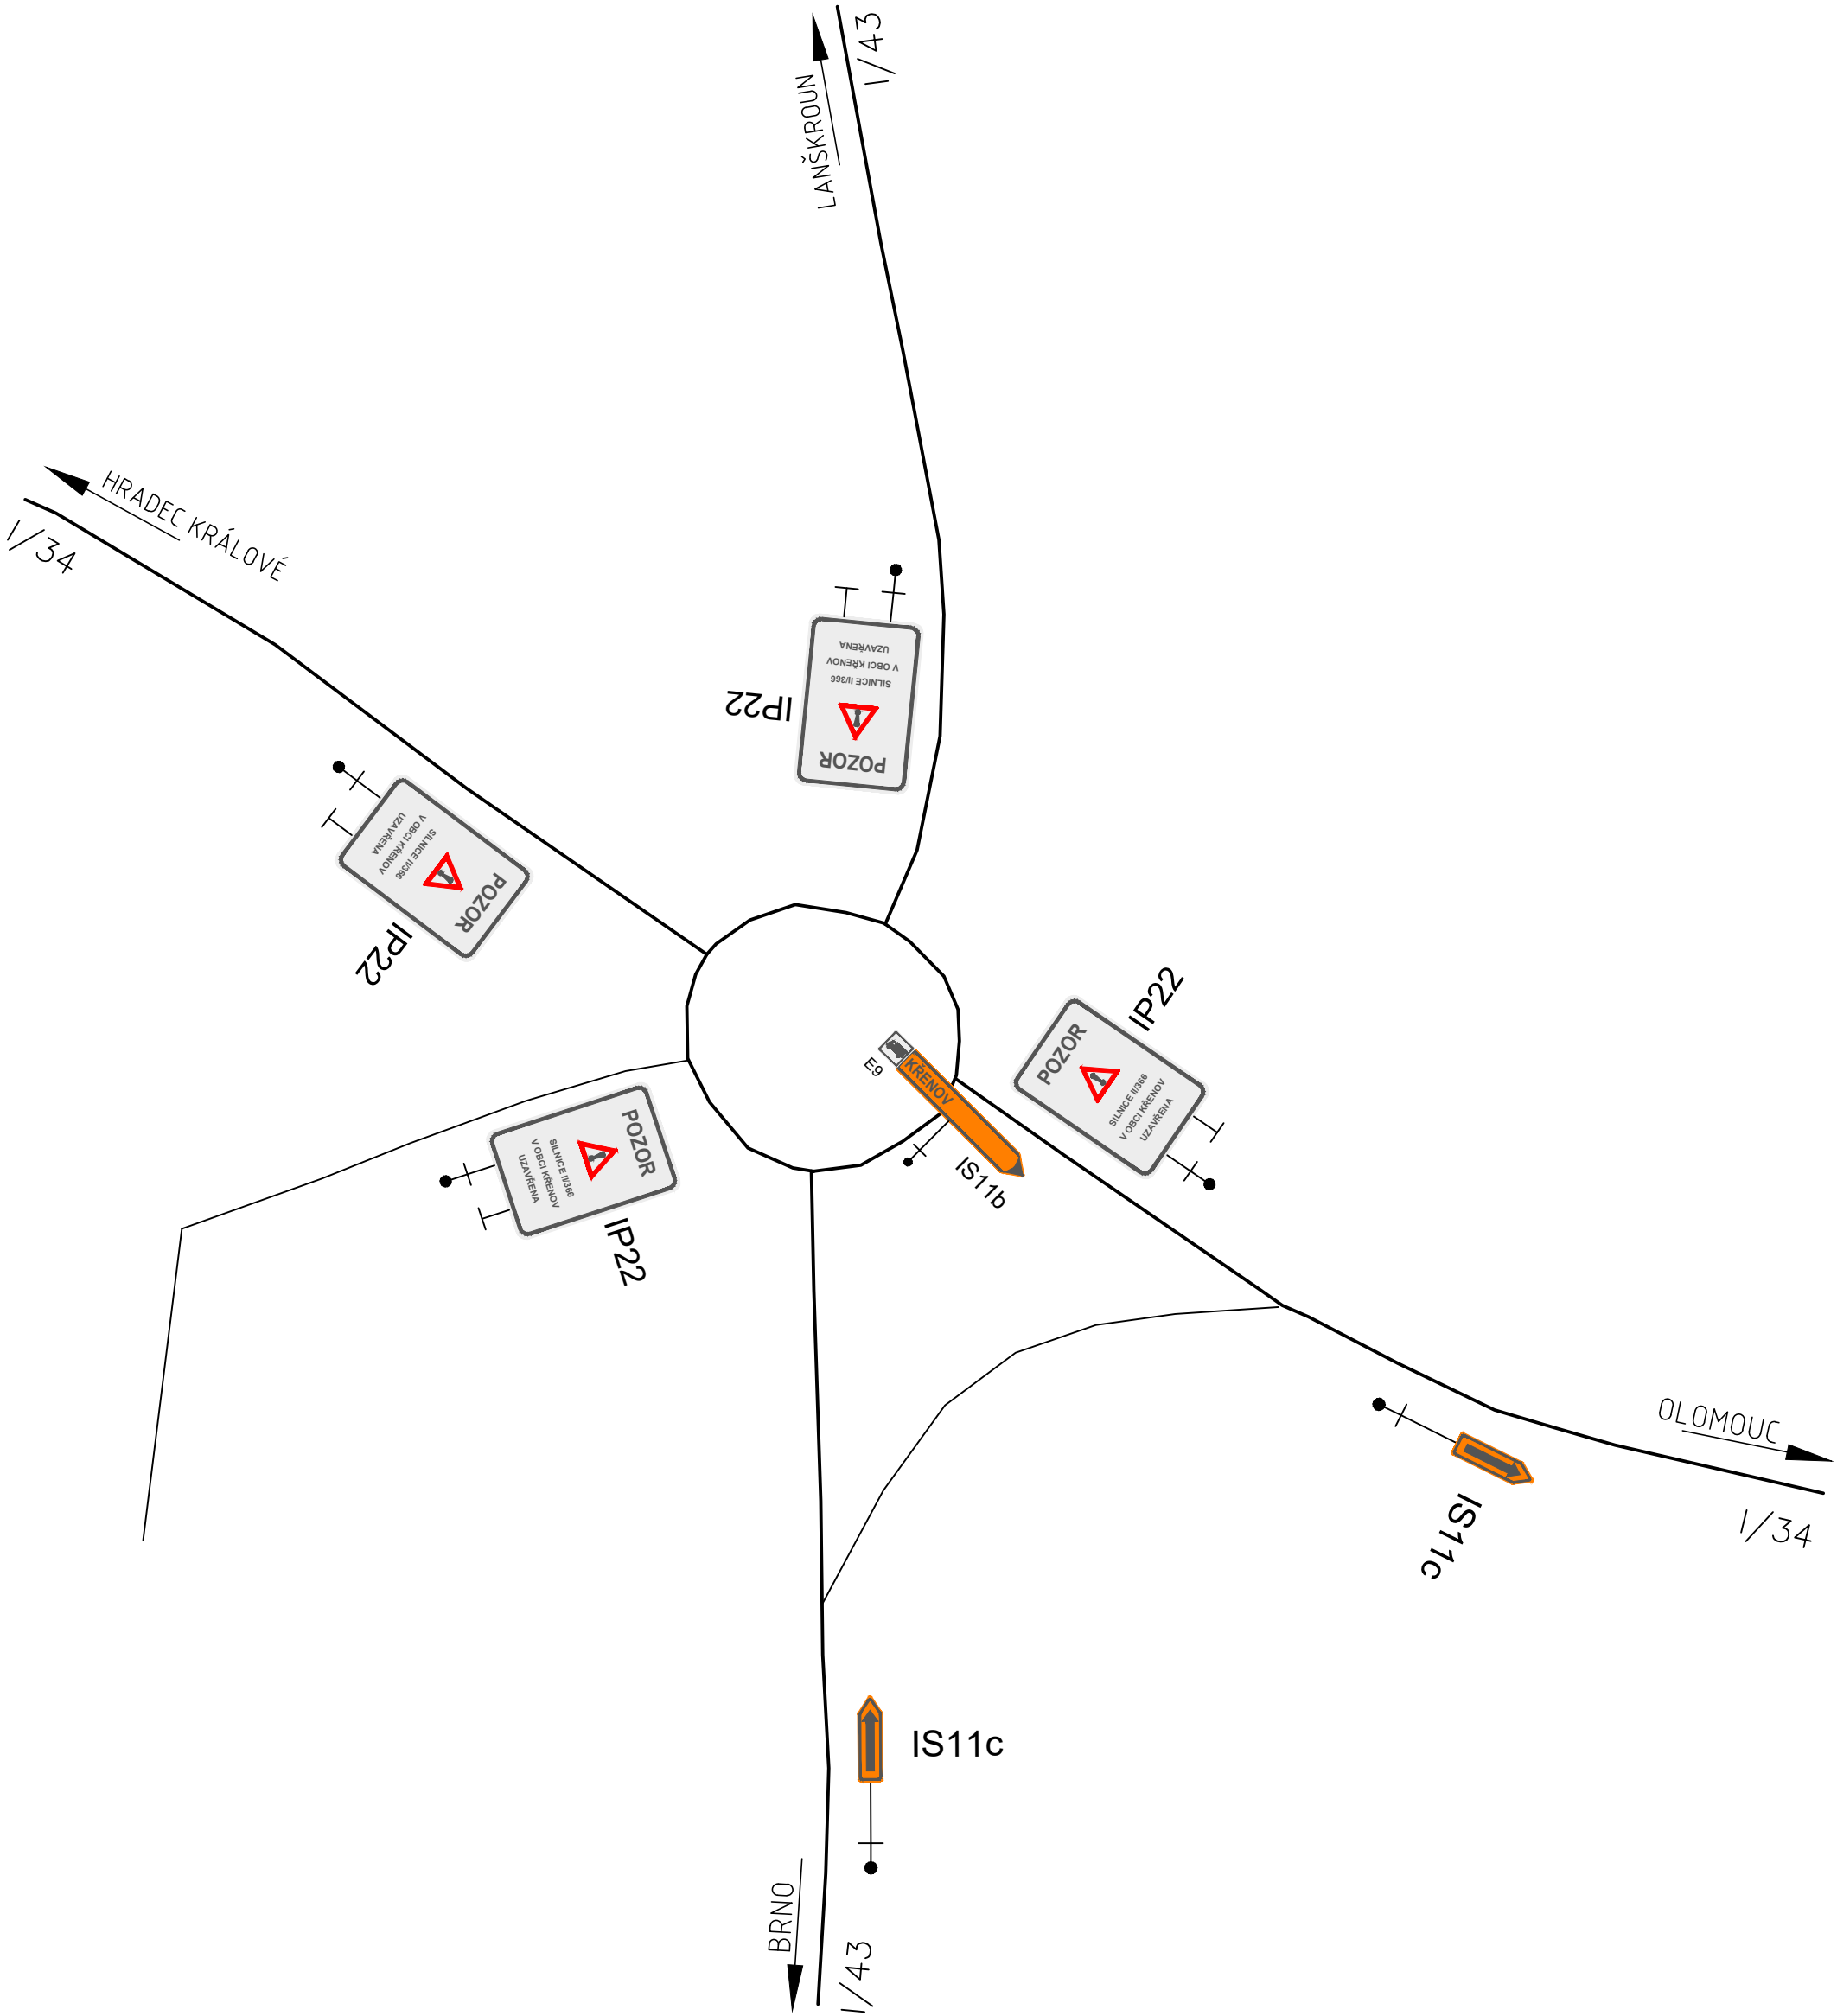 I/43
LANŠKROUN
HRADEC KRÁLOVÉ
I/34
IP22
POZOR
SILNICE II/366
V OBCI KŘENOV
UZAVŘENA
IP22
POZOR
SILNICE II/366
V OBCI KŘENOV
UZAVŘENA
IP22
POZOR
SILNICE II/366
V OBCI KŘENOV
UZAVŘENA
E9
KŘENOV
IS11b
POZOR
SILNICE II/366
V OBCI KŘENOV
UZAVŘENA
IP22
OLOMOUC
I/34
IS11c
IS11c
BRNO
I/43